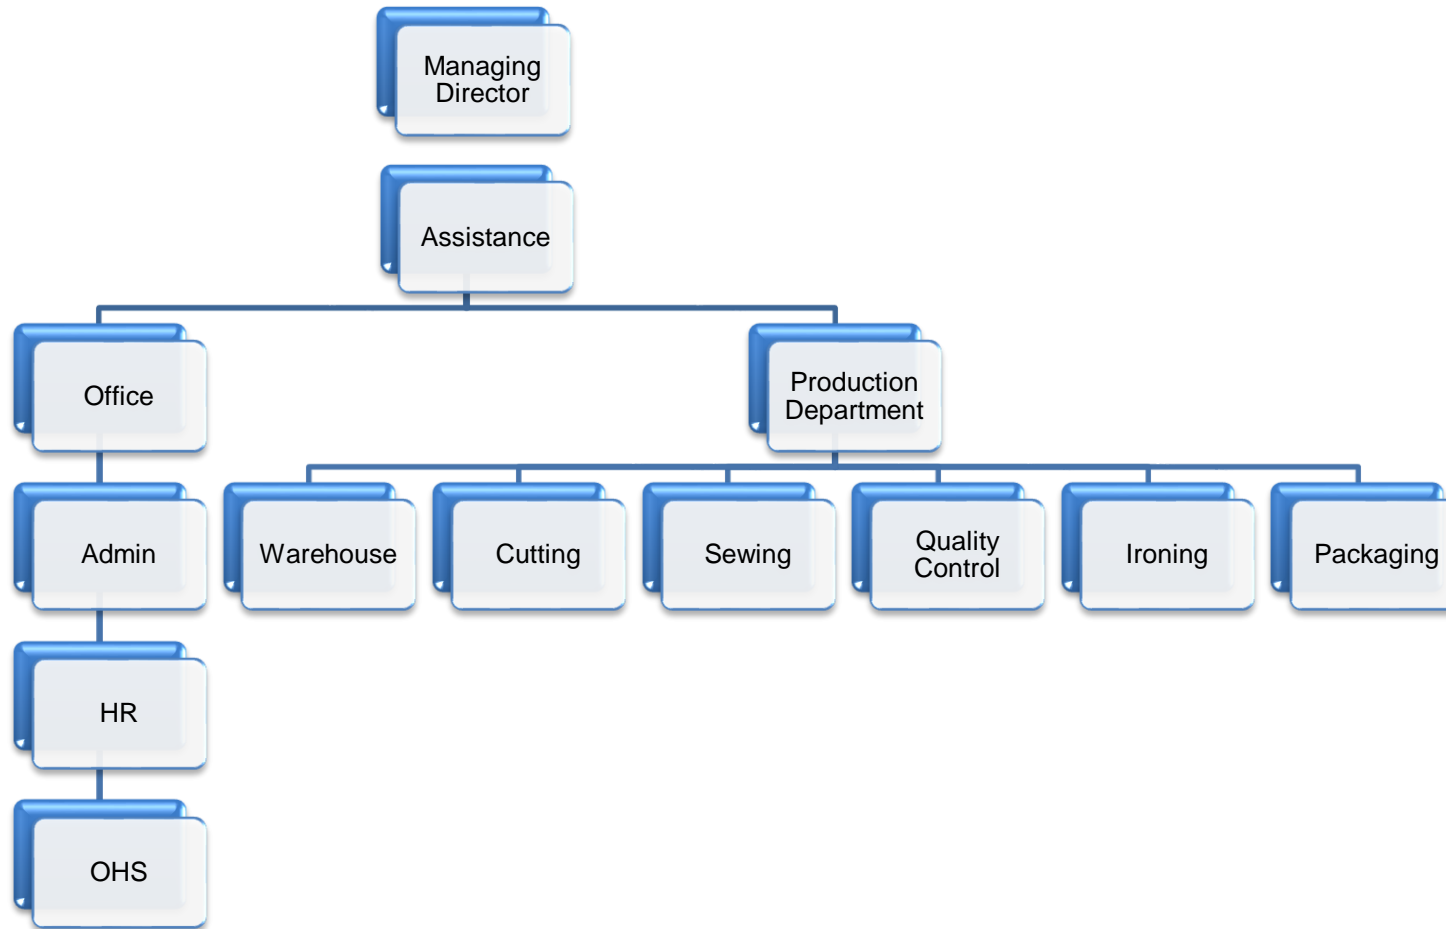 Managing
Director
Assistance
Office
Production
Department
Admin
Warehouse
Cutting
Sewing
Quality
Control
Ironing
Packaging
HR
OHS